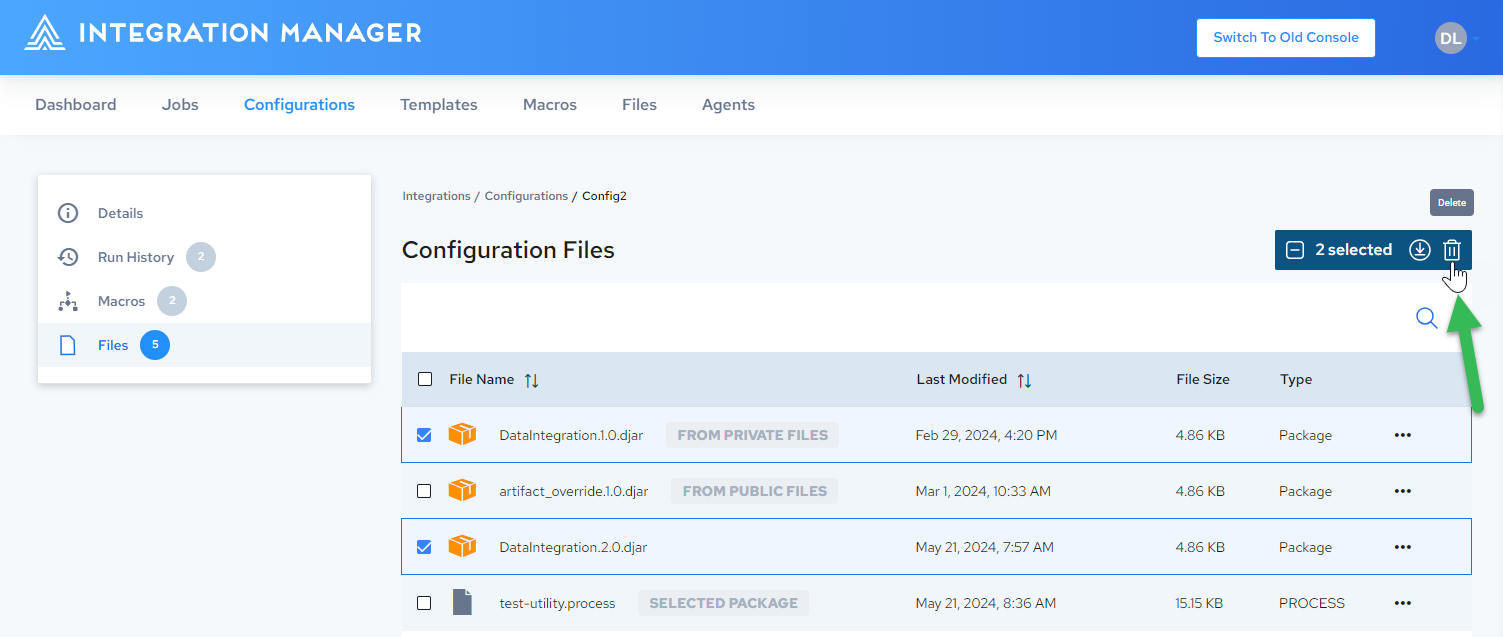 INTEGRATION MANAGER
Switch To Old Console
DL
Dashboard Jobs Configurations Templates Macros Files Agents
Details
Run History 2
Macros 2
Files 5
Integrations / Configurations / Config2
Delete
Configuration Files
2 selected
File Name Last Modified File Size Type
DataIntegration.1.0.djar FROM PRIVATE FILES Feb 29, 2024, 4:20 PM 4.86 KB Package
artifact_override.1.0.djar FROM PUBLIC FILES Mar 1, 2024, 10:33 AM 4.86 KB Package
DataIntegration.2.0.djar May 21, 2024, 7:57 AM 4.86 KB Package
test-utility.process SELECTED PACKAGE May 21, 2024, 8:36 AM 15.15 KB PROCESS